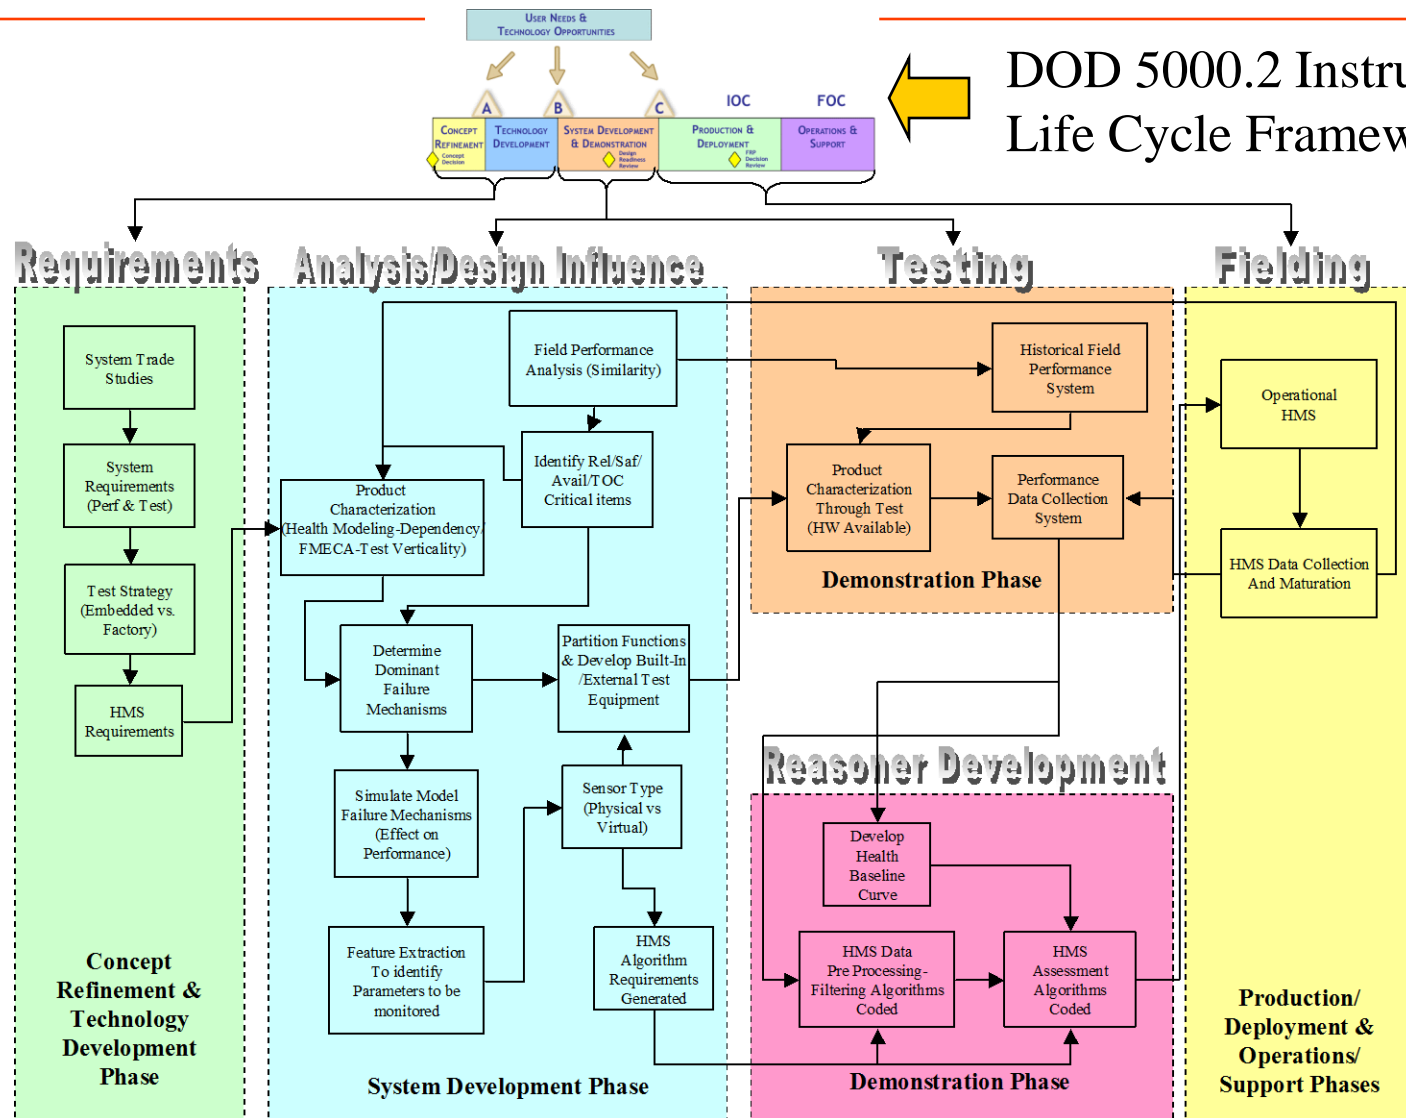 USER NEEDS &
TECHNOLOGY OPPORTUNITIES
DOD 5000.2 Instru
Life Cycle Framew
A
B
C
IOC
FOC
CONCEPT
REFINEMENT
Concept
Decision
TECHNOLOGY
DEVELOPMENT
SYSTEM DEVELOPMENT
& DEMONSTRATION
Design
Readiness
Review
PRODUCTION &
DEPLOYMENT
FRP
Decision
Review
OPERATIONS &
SUPPORT
Requirements
System Trade
Studies
System
Requirements
(Perf & Test)
Test Strategy
(Embedded vs.
Factory)
HMS
Requirements
Concept
Refinement &
Technology
Development
Phase
Analysis/Design Influence
Field Performance
Analysis (Similarity)
Identify Rel/Saf/
Avail/TOC
Critical items
Product
Characterization
(Health Modeling-Dependency/
FMECA-Test Verticality)
Determine
Dominant
Failure
Mechanisms
Partition Functions
& Develop Built-In
/External Test
Equipment
Simulate Model
Failure Mechanisms
(Effect on
Performance)
Sensor Type
(Physical vs
Virtual)
Feature Extraction
To identify
Parameters to be
monitored
HMS
Algorithm
Requirements
Generated
System Development Phase
Testing
Historical Field
Performance
System
Product
Characterization
Through Test
(HW Available)
Performance
Data Collection
System
Demonstration Phase
Reasoner Development
Develop
Health
Baseline
Curve
HMS Data
Pre Processing-
Filtering Algorithms
Coded
HMS
Assessment
Algorithms
Coded
Demonstration Phase
Fielding
Operational
HMS
HMS Data Collection
And Maturation
Production/
Deployment &
Operations/
Support Phases